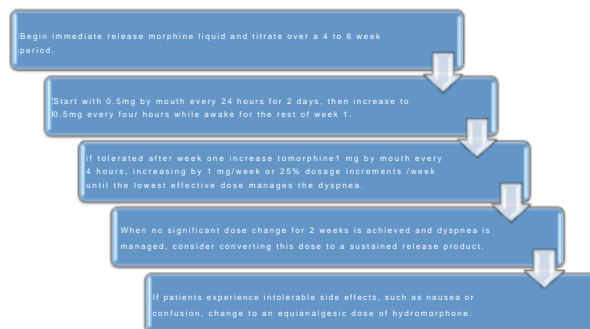 Begin immediate release morphine liquid and titrate over a 4 to 6 week
period.
Start with 0.5mg by mouth every 24 hours for 2 days, then increase to
0.5mg every four hours while awake for the rest of week 1.
if tolerated after week one increase tomorphine1 mg by mouth every
4 hours, increasing by 1 mg/week or 25% dosage increments /week
until the lowest effective dose manages the dyspnea.
When no significant dose change for 2 weeks is achieved and dyspnea is
managed, consider converting this dose to a sustained release product.
If patients experience intolerable side effects, such as nausea or
confusion, change to an equianalgesic dose of hydromorphone.